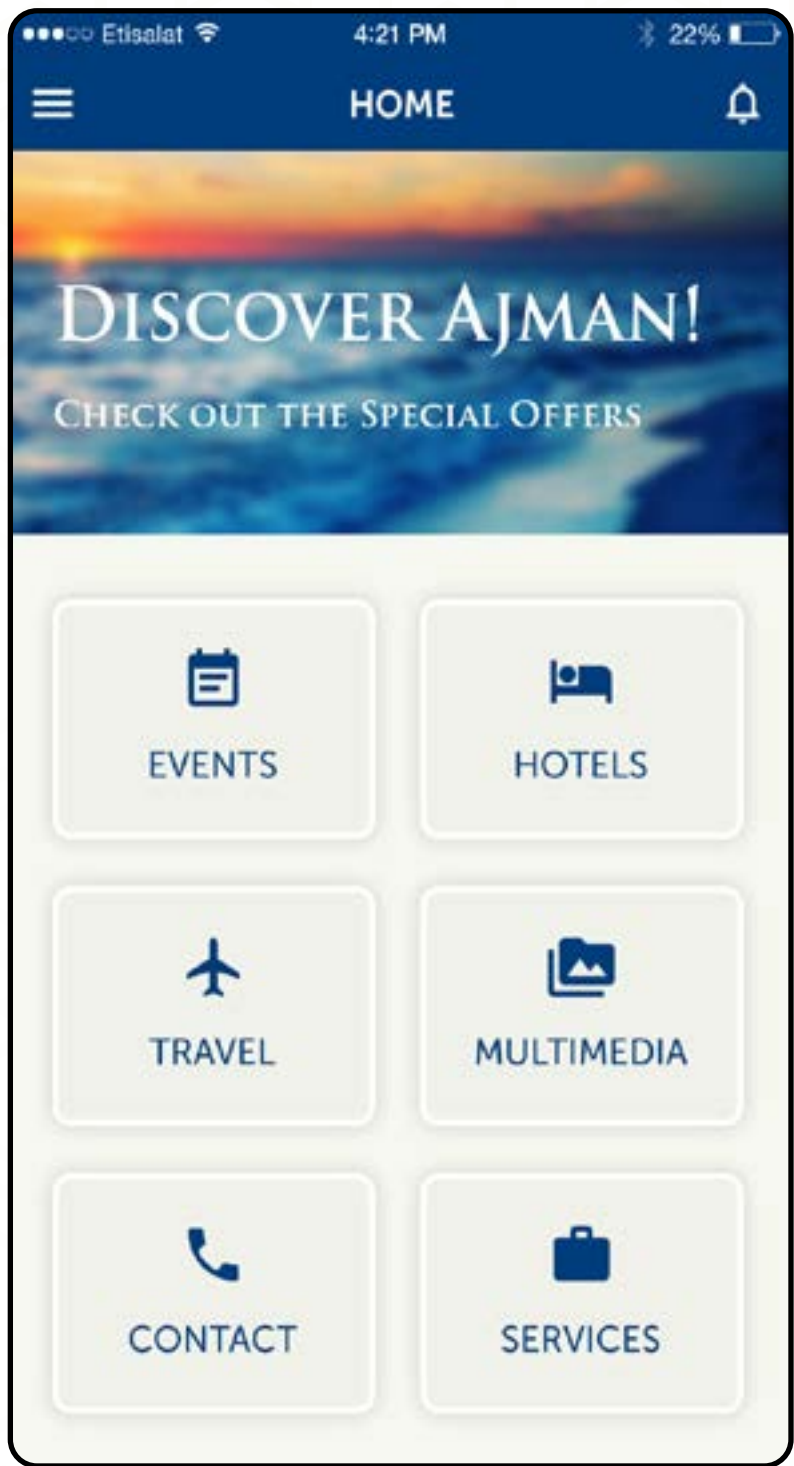 Etisalat 4:21 PM 22%
HOME
DISCOVER AJMAN!
CHECK OUT THE SPECIAL OFFERS
EVENTS HOTELS
TRAVEL MULTIMEDIA
CONTACT SERVICES